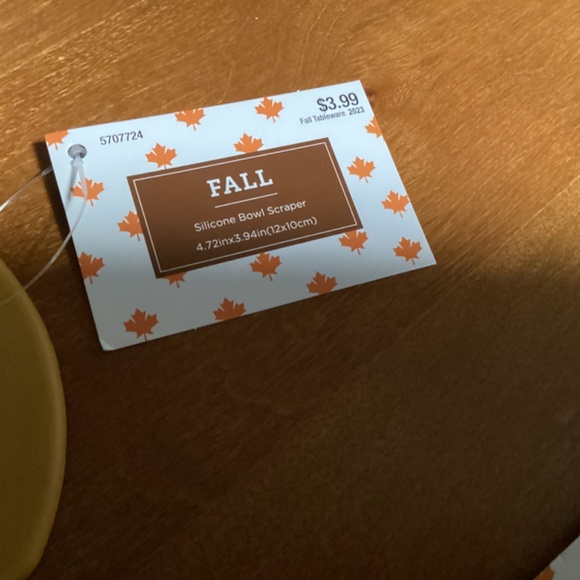 5707724
$3.99
Fall Tableware 2023
FALL
Silicone Bowl Scraper
4.72inx3.94in(12x10cm)